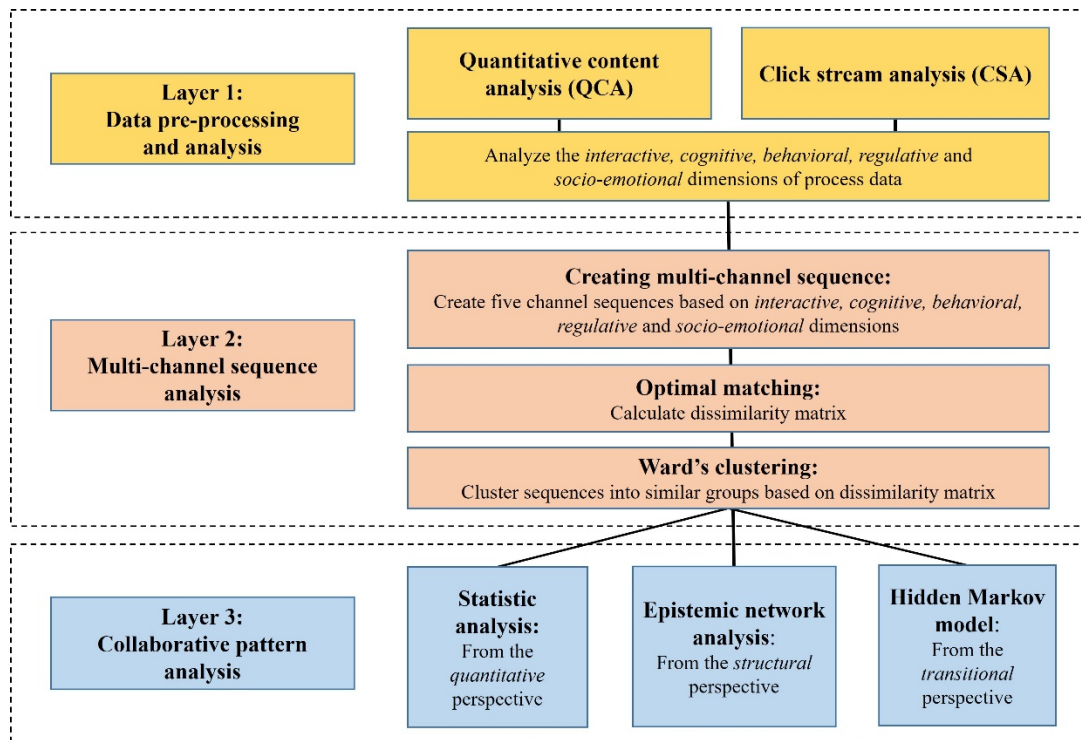 Layer 1:
Data pre-processing
and analysis
Quantitative content
analysis (QCA)
Click stream analysis (CSA)
Analyze the interactive, cognitive, behavioral, regulative and
socio-emotional dimensions of process data
Layer 2:
Multi-channel sequence
analysis
Creating multi-channel sequence:
Create five channel sequences based on interactive, cognitive, behavioral,
regulative and socio-emotional dimensions
Optimal matching:
Calculate dissimilarity matrix
Ward's clustering:
Cluster sequences into similar groups based on dissimilarity matrix
Layer 3:
Collaborative pattern
analysis
Statistic
analysis:
From the
quantitative
perspective
Epistemic network
analysis:
From the structural
perspective
Hidden Markov
model:
From the
transitional
perspective